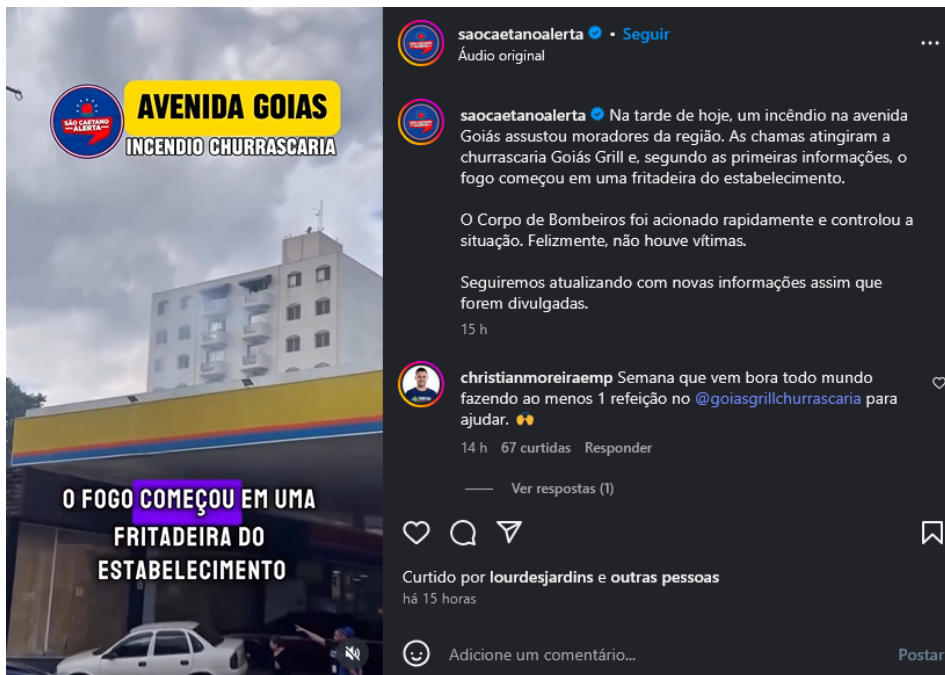 SÃO CAETANO
ALERTA
AVENIDA GOIAS
INCENDIO CHURRASCARIA
O FOGO COMEÇOU EM UMA
FRITADEIRA DO
ESTABELECIMENTO
saocaetanoalerta • Seguir
Áudio original
saocaetanoalerta Na tarde de hoje, um incêndio na avenida
Goiás assustou moradores da região. As chamas atingiram a
churrascaria Goiás Grill e, segundo as primeiras informações, o
fogo começou em uma fritadeira do estabelecimento.
O Corpo de Bombeiros foi acionado rapidamente e controlou a
situação. Felizmente, não houve vítimas.
Seguiremos atualizando com novas informações assim que
forem divulgadas.
15 h
christianmoreiraemp Semana que vem bora todo mundo
fazendo ao menos 1 refeição no @goiasgrillchurrascaria para
ajudar. 🙌
14 h 67 curtidas Responder
Ver respostas (1)
Curtido por lourdesjardins e outras pessoas
há 15 horas
Adicione um comentário...
Postar